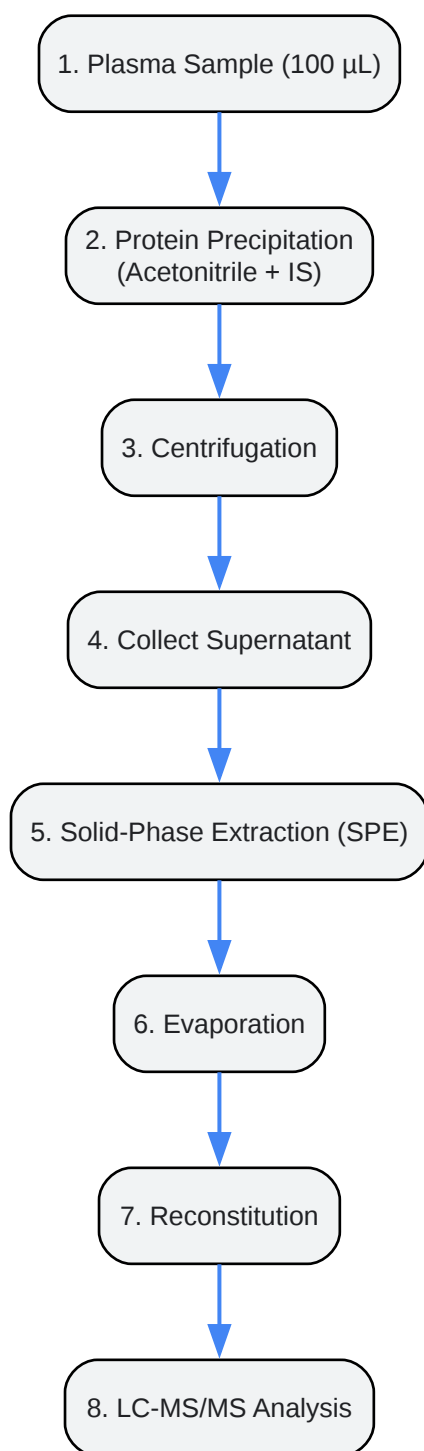 1. Plasma Sample (100 µL)
2. Protein Precipitation
(Acetonitrile + IS)
3. Centrifugation
4. Collect Supernatant
5. Solid-Phase Extraction (SPE)
6. Evaporation
7. Reconstitution
8. LC-MS/MS Analysis